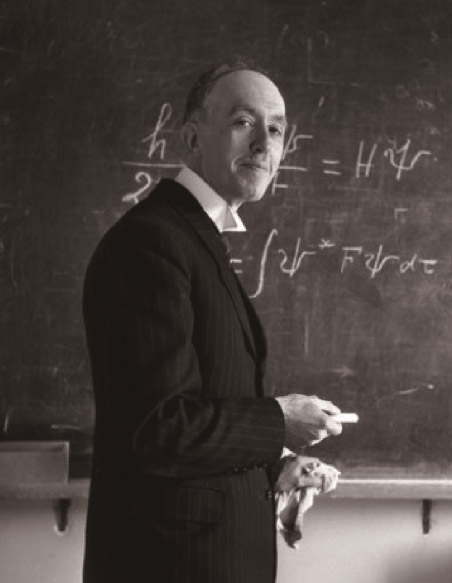 h ψ = Hψ.
2 t
= ∫ψ* Fψ dτ